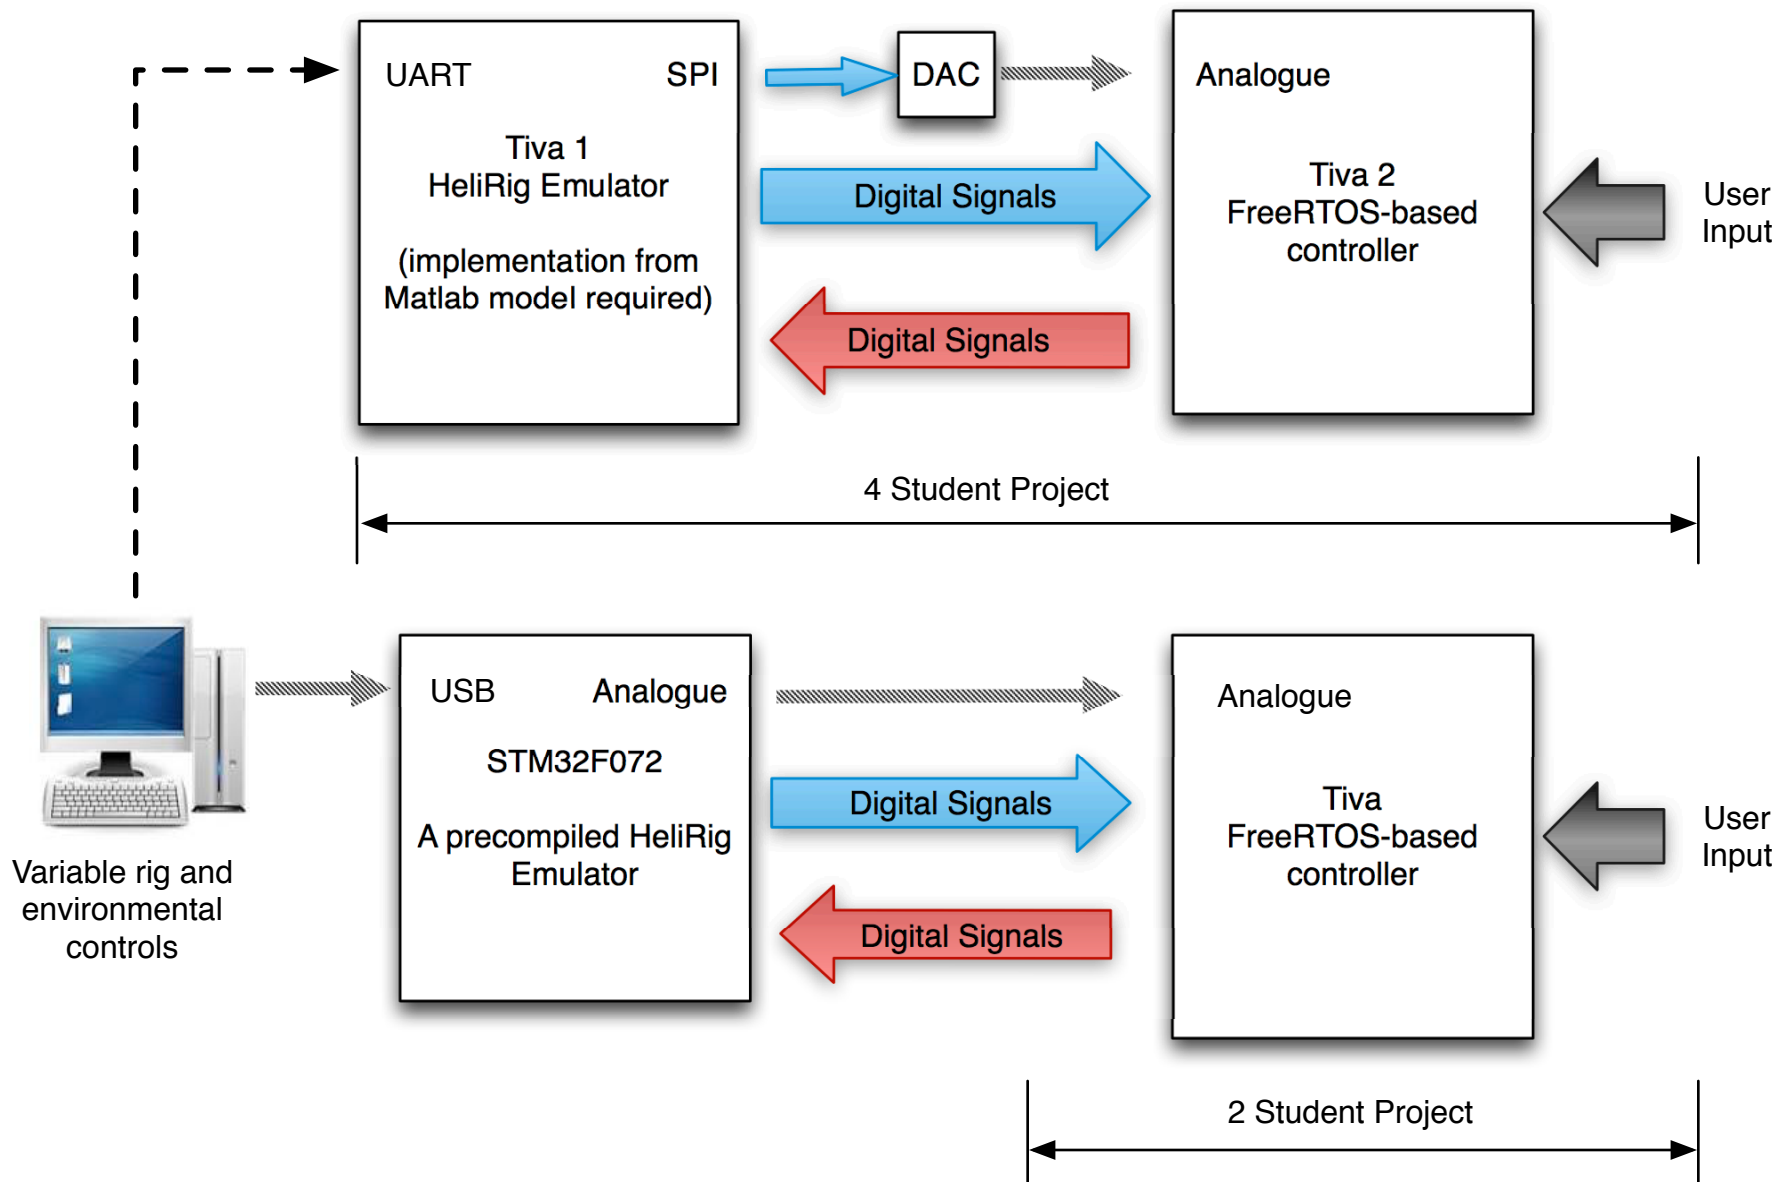 UART
SPI
DAC
Analogue
Tiva 1
HeliRig Emulator
(implementation from
Matlab model required)
Digital Signals
Digital Signals
Tiva 2
FreeRTOS-based
controller
User
Input
4 Student Project
USB
Analogue
STM32F072
A precompiled HeliRig
Emulator
Digital Signals
Digital Signals
Analogue
Tiva
FreeRTOS-based
controller
User
Input
Variable rig and
environmental
controls
2 Student Project